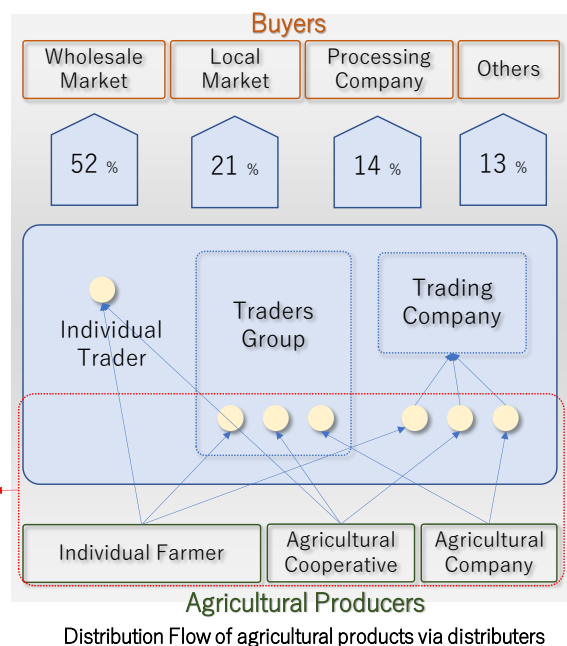 Buyers
Wholesale
Market
Local
Market
Processing
Company
Others
52 %
21 %
14 %
13 %
Individual
Trader
Traders
Group
Trading
Company
Individual Farmer
Agricultural
Cooperative
Agricultural
Company
Agricultural Producers
Distribution Flow of agricultural products via distributers